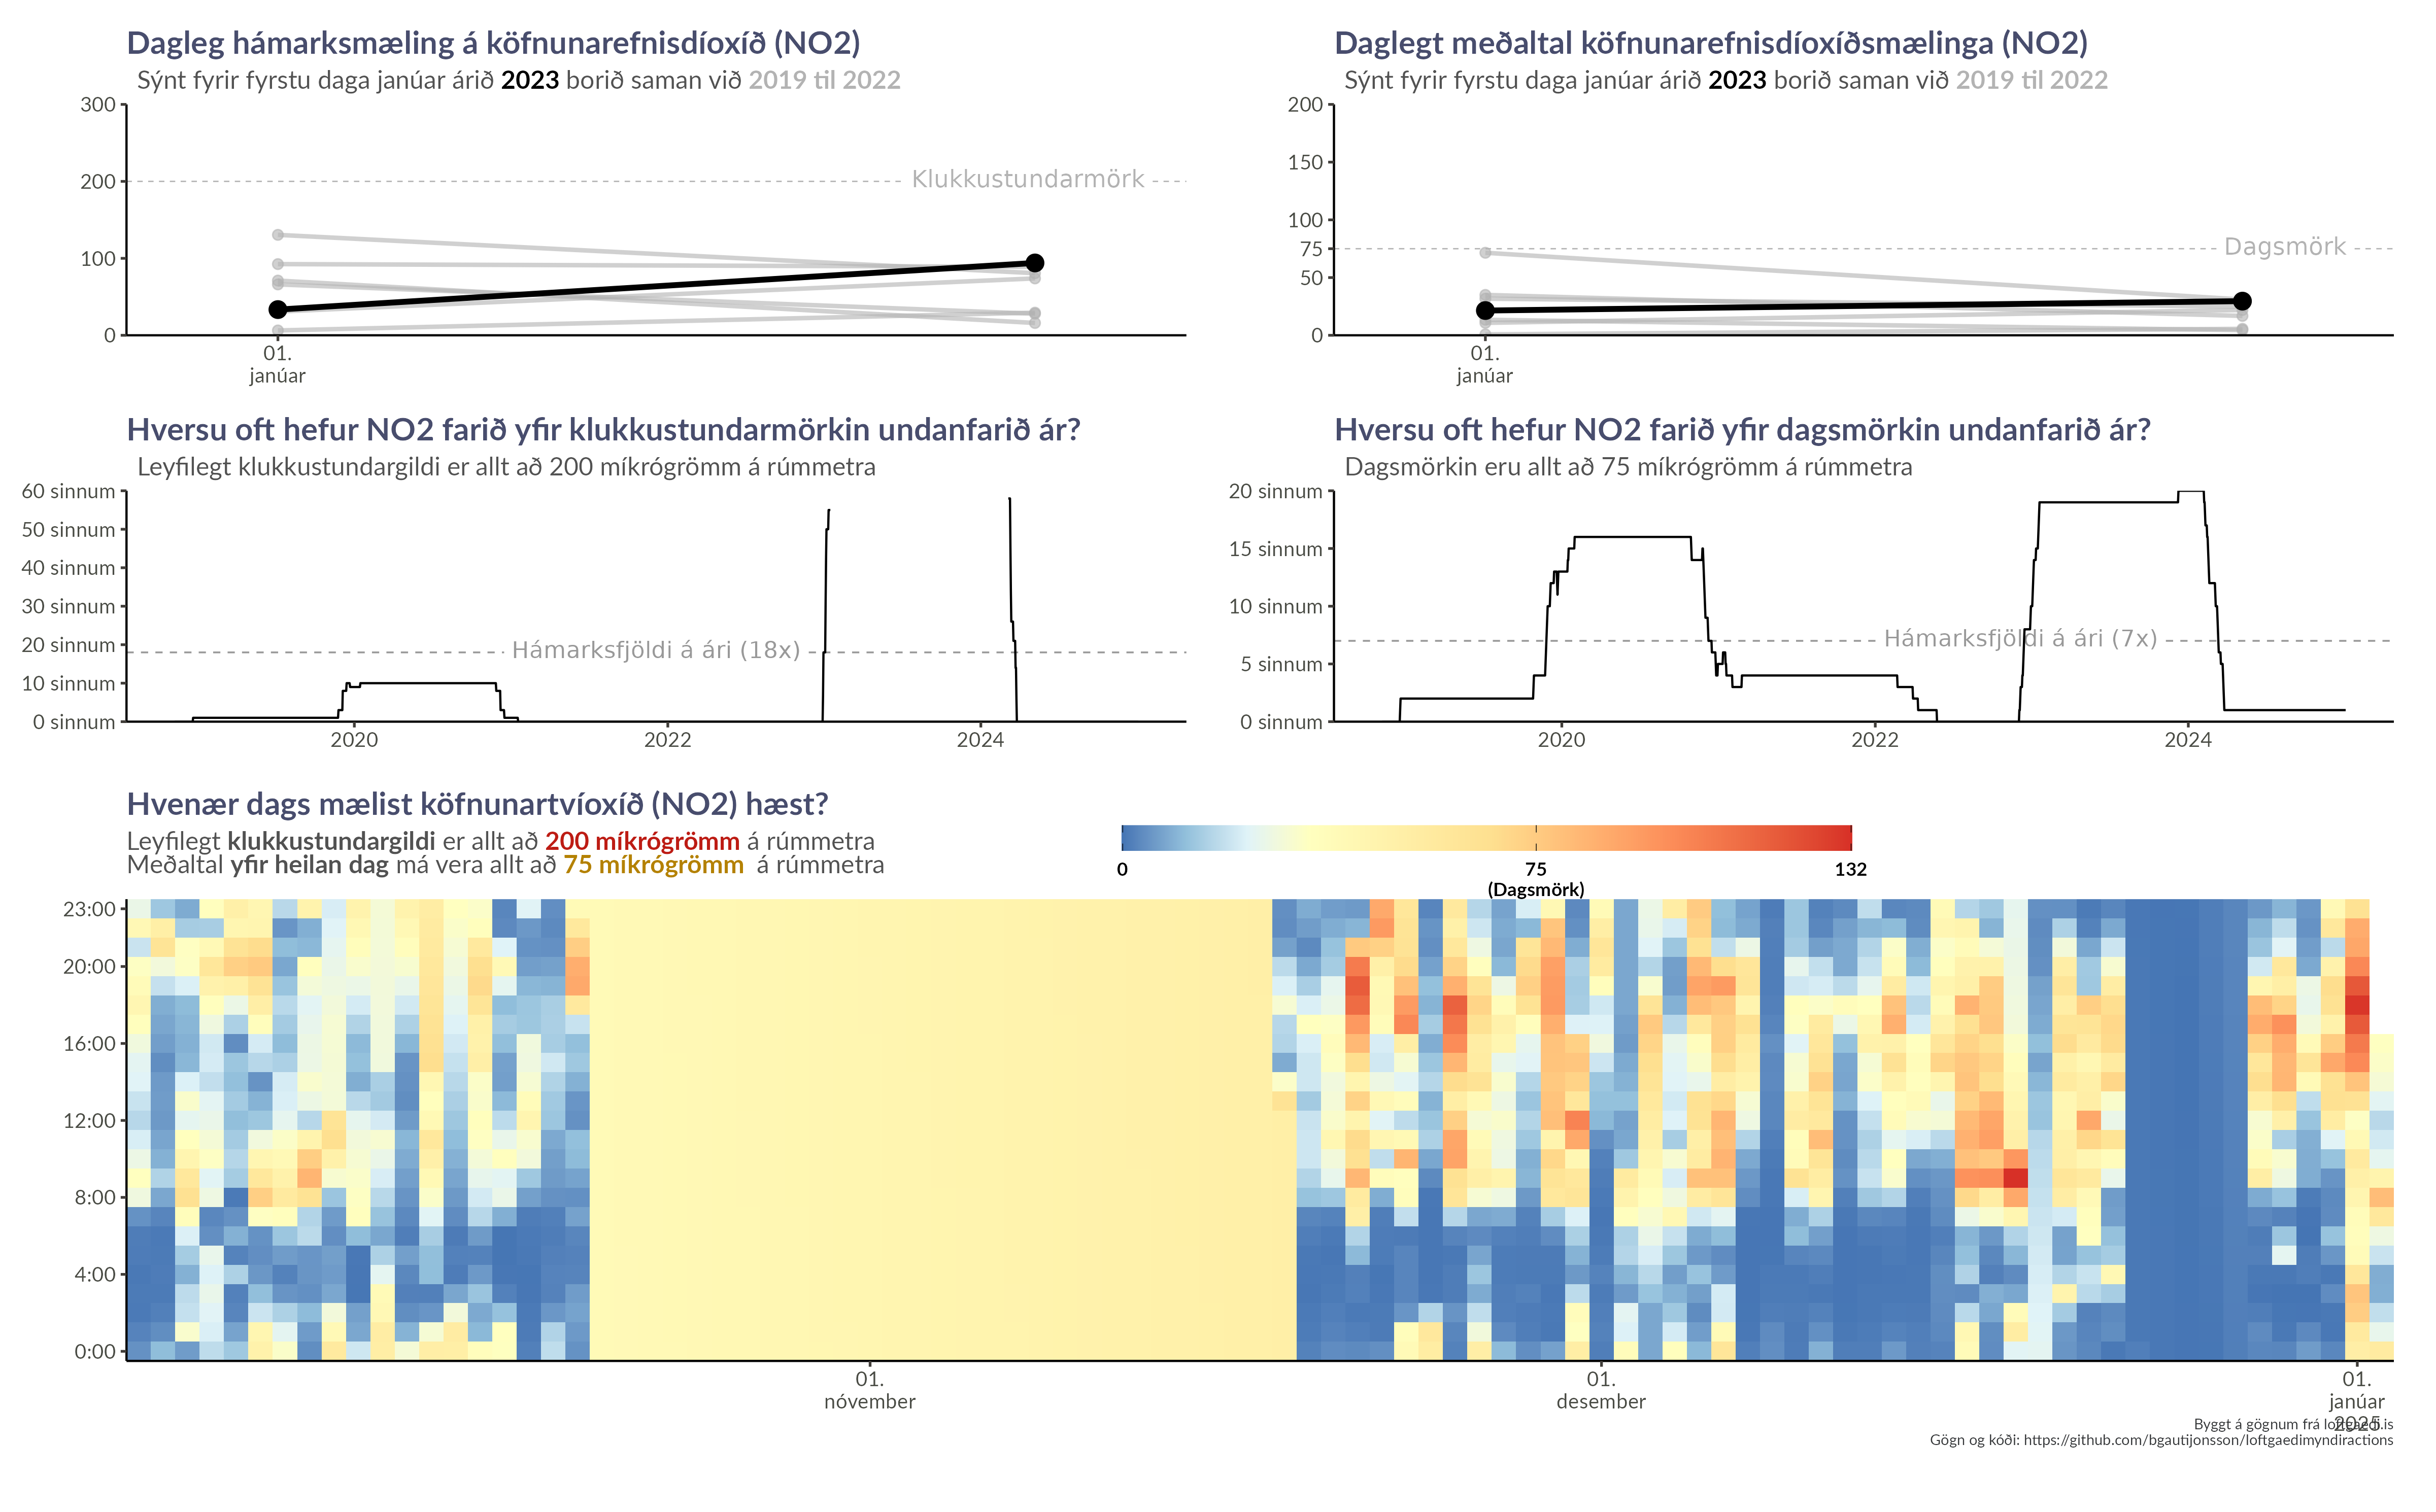 Dagleg hámarksmæling á köfnunarefnisdíoxíð (NO2)
Sýnt fyrir fyrstu daga janúar árið 2023 borið saman við 2019 til 2022
300
200
100
0
Klukkustundarmörk
01.
janúar
Daglegt meðaltal köfnunarefnisdíoxíðsmælinga (NO2)
Sýnt fyrir fyrstu daga janúar árið 2023 borið saman við 2019 til 2022
200
150
100
75
50
0
Dagsmörk
01.
janúar
Hversu oft hefur NO2 farið yfir klukkustundarmörkin undanfarið ár?
Leyfilegt klukkustundargildi er allt að 200 míkrógrömm á rúmmetra
60 sinnum
50 sinnum
40 sinnum
30 sinnum
20 sinnum
10 sinnum
0 sinnum
Hámarksfjöldi á ári (18x)
2020
2022
2024
Hversu oft hefur NO2 farið yfir dagsmörkin undanfarið ár?
Dagsmörkin eru allt að 75 míkrógrömm á rúmmetra
20 sinnum
15 sinnum
10 sinnum
5 sinnum
0 sinnum
Hámarksfjöldi á ári (7x)
2020
2022
2024
Hvenær dags mælist köfnunartvíoxíð (NO2) hæst?
Leyfilegt klukkustundargildi er allt að 200 míkrógrömm á rúmmetra
Meðaltal yfir heilan dag má vera allt að 75 míkrógrömm á rúmmetra
0
75
(Dagsmörk)
132
23:00
20:00
16:00
12:00
8:00
4:00
0:00
01.
nóvember
01.
desember
01.
janúar
2025
Byggt á gögnum frá loftgaedi.is
Gögn og kóði: https://github.com/bgautijonsson/loftgaedimyndiractions